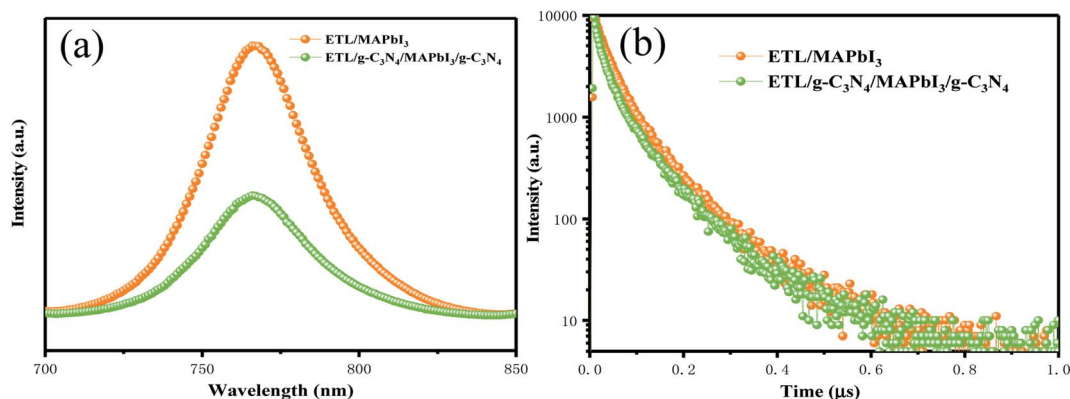 (a)
ETL/MAPbI₃
ETL/g-C₃N₄/MAPbI₃/g-C₃N₄
Intensity (a.u.)
700
750
800
850
Wavelength (nm)
(b)
ETL/MAPbI₃
ETL/g-C₃N₄/MAPbI₃/g-C₃N₄
Intensity (a.u.)
10000
1000
100
10
0.0
0.2
0.4
0.6
0.8
1.0
Time (μs)